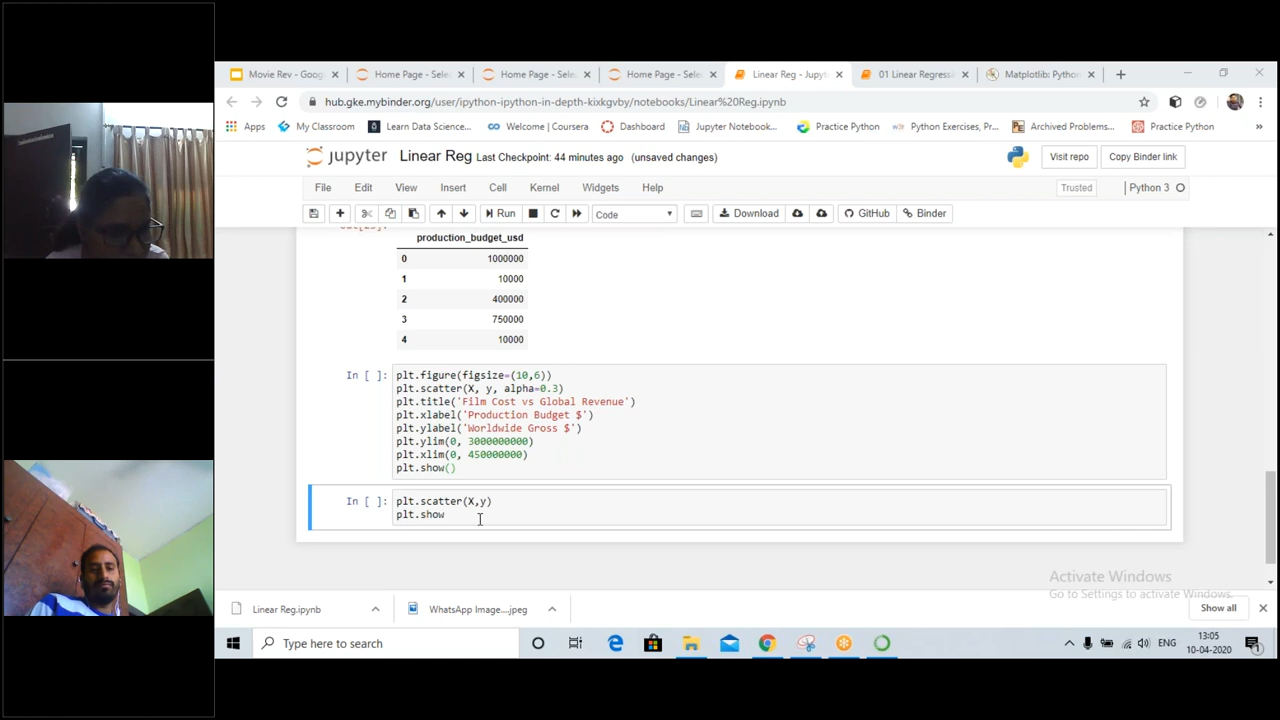 Movie Rev - Goog
Home Page - Sele
Home Page - Sele
Home Page - Sele
Linear Reg - Jupyt
01 Linear Regress
Matplotlib: Python
hub.gke.mybinder.org/user/ipython-ipython-in-depth-kixkgvby/notebooks/Linear%20Reg.ipynb
Apps
My Classroom
Learn Data Science...
Welcome | Coursera
Dashboard
Jupyter Notebook...
Practice Python
w3r
Python Exercises, Pr...
Archived Problems...
Practice Python
»
jupyter Linear Reg Last Checkpoint: 44 minutes ago (unsaved changes)
Visit repo
Copy Binder link
File Edit View Insert Cell Kernel Widgets Help
Trusted
Python 3
Run
Code
Download
GitHub
Binder
production_budget_usd
0 1000000
1 10000
2 400000
3 750000
4 10000
In [ ]: plt.figure(figsize=(10,6))
plt.scatter(X, y, alpha=0.3)
plt.title('Film Cost vs Global Revenue')
plt.xlabel('Production Budget $')
plt.ylabel('Worldwide Gross $')
plt.ylim(0, 3000000000)
plt.xlim(0, 450000000)
plt.show()
In [ ]: plt.scatter(X,y)
plt.show
Activate Windows
Go to Settings to activate Windows.
Linear Reg.ipynb
WhatsApp Image....jpeg
Show all
Type here to search
ENG
13:05
10-04-2020